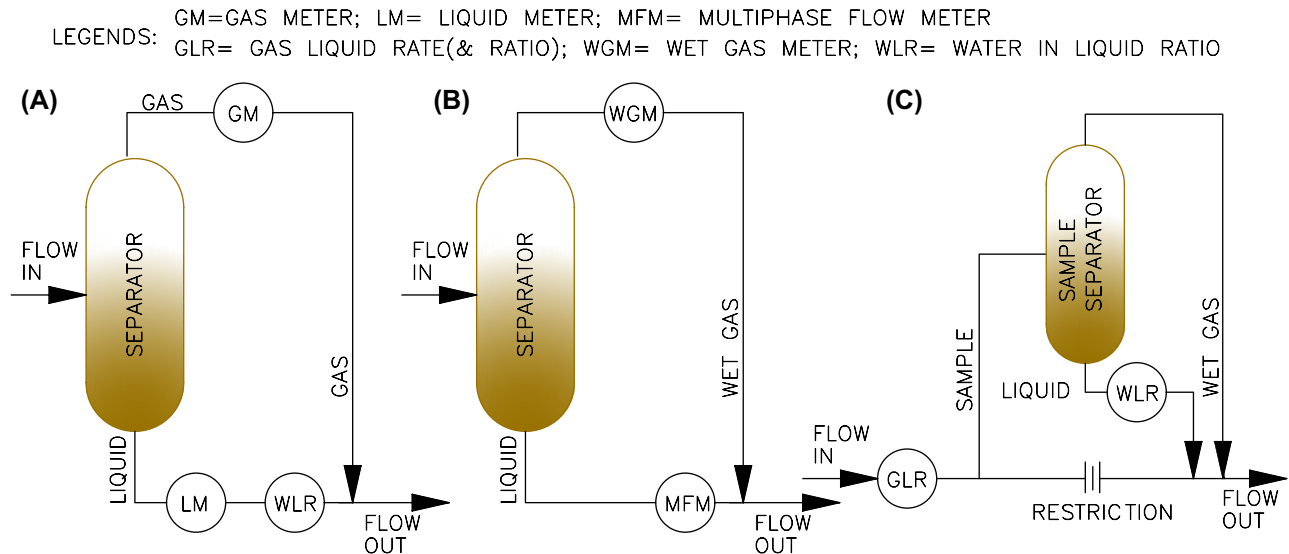 GM=GAS METER; LM= LIQUID METER; MFM= MULTIPHASE FLOW METER
LEGENDS:
GLR= GAS LIQUID RATE(& RATIO); WGM= WET GAS METER; WLR= WATER IN LIQUID RATIO
(A)
GAS
GM
FLOW
IN
SEPARATOR
GAS
LIQUID
LM
WLR
FLOW
OUT
(B)
WGM
FLOW
IN
SEPARATOR
WET GAS
LIQUID
MFM
FLOW
OUT
(C)
SAMPLE
SEPARATOR
WET GAS
SAMPLE
LIQUID
WLR
FLOW
IN
GLR
RESTRICTION
FLOW
OUT